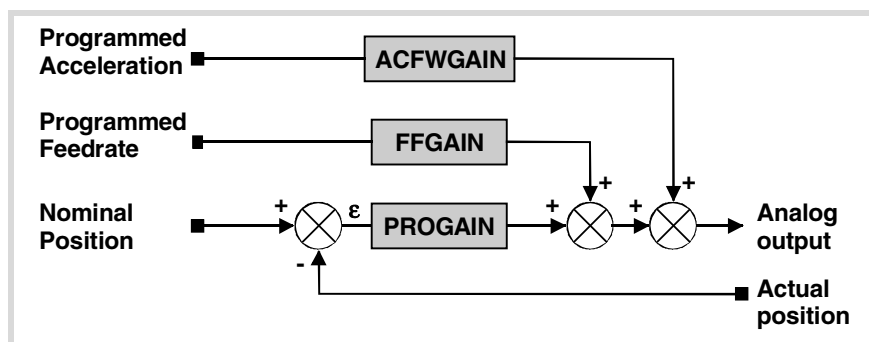 Programmed
Acceleration
ACFWGAIN
Programmed
Feedrate
FFGAIN
+
+
Nominal
Position
+
ε
PROGAIN
+
+
Analog
output
-
Actual
position